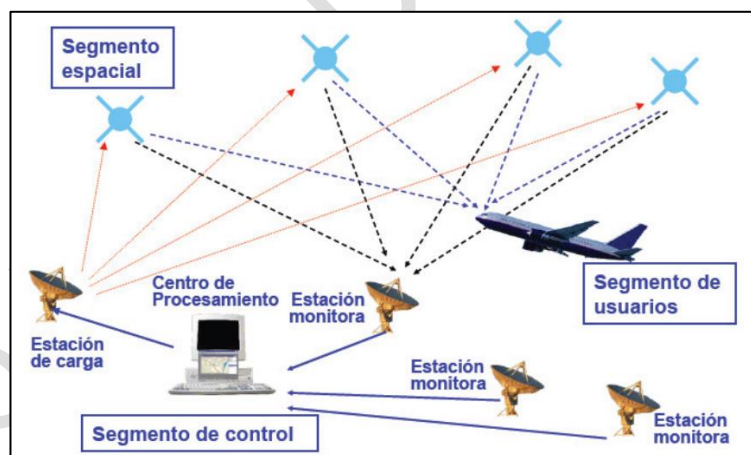 Segmento
espacial
Centro de
Procesamiento
Estación
monitora
Segmento de
usuarios
Estación
de carga
Estación
monitora
Estación
monitora
Segmento de control